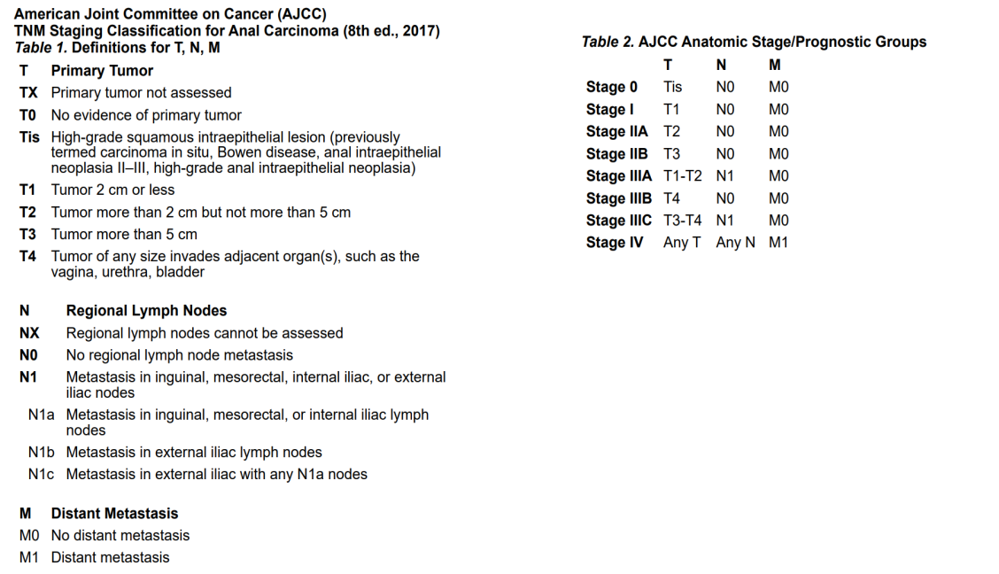 American Joint Committee on Cancer (AJCC)
TNM Staging Classification for Anal Carcinoma (8th ed., 2017)
Table 1. Definitions for T, N, M
T Primary Tumor
TX Primary tumor not assessed
T0 No evidence of primary tumor
Tis High-grade squamous intraepithelial lesion (previously
termed carcinoma in situ, Bowen disease, anal intraepithelial
neoplasia II–III, high-grade anal intraepithelial neoplasia)
T1 Tumor 2 cm or less
T2 Tumor more than 2 cm but not more than 5 cm
T3 Tumor more than 5 cm
T4 Tumor of any size invades adjacent organ(s), such as the
vagina, urethra, bladder
N Regional Lymph Nodes
NX Regional lymph nodes cannot be assessed
N0 No regional lymph node metastasis
N1 Metastasis in inguinal, mesorectal, internal iliac, or external
iliac nodes
N1a Metastasis in inguinal, mesorectal, or internal iliac lymph
nodes
N1b Metastasis in external iliac lymph nodes
N1c Metastasis in external iliac with any N1a nodes
M Distant Metastasis
M0 No distant metastasis
M1 Distant metastasis
Table 2. AJCC Anatomic Stage/Prognostic Groups
T N M
Stage 0 Tis N0 M0
Stage I T1 N0 M0
Stage IIA T2 N0 M0
Stage IIB T3 N0 M0
Stage IIIA T1-T2 N1 M0
Stage IIIB T4 N0 M0
Stage IIIC T3-T4 N1 M0
Stage IV Any T Any N M1